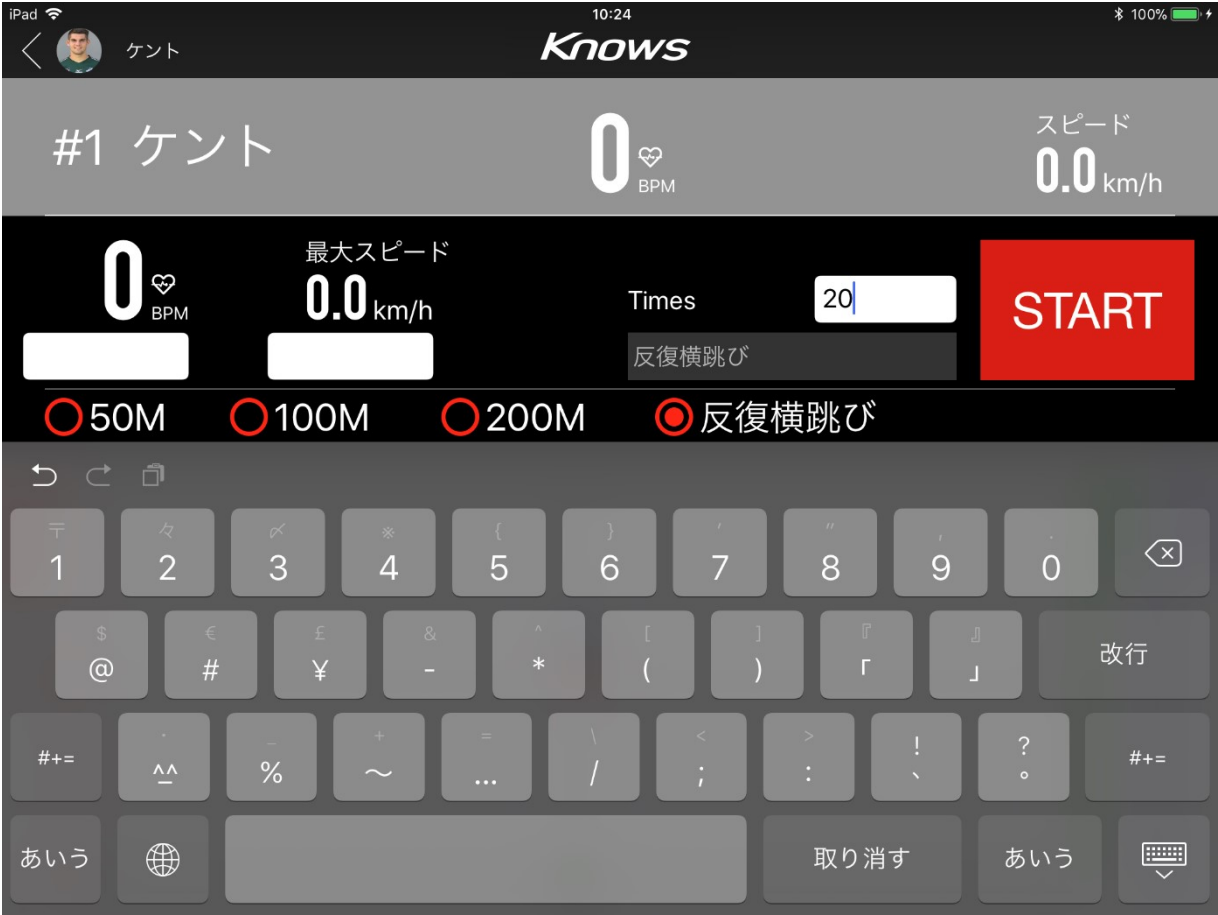 iPad 10:24 100%
ケント Knows
#1 ケント 0 BPM スピード 0.0 km/h
0 BPM 最大スピード 0.0 km/h Times 20 START
反復横跳び
50M 100M 200M 反復横跳び
〒 々 〆 ※ { } ′ ″ , .
1 2 3 4 5 6 7 8 9 0
$ € £ & ^ [ ] 『 』
@ # ¥ - * ( ) 「 」 改行
· _ + = \ < > ! ?
#+= ^_^ % 〜 ... / ; : 、 。 #+=
あいう 取り消す あいう